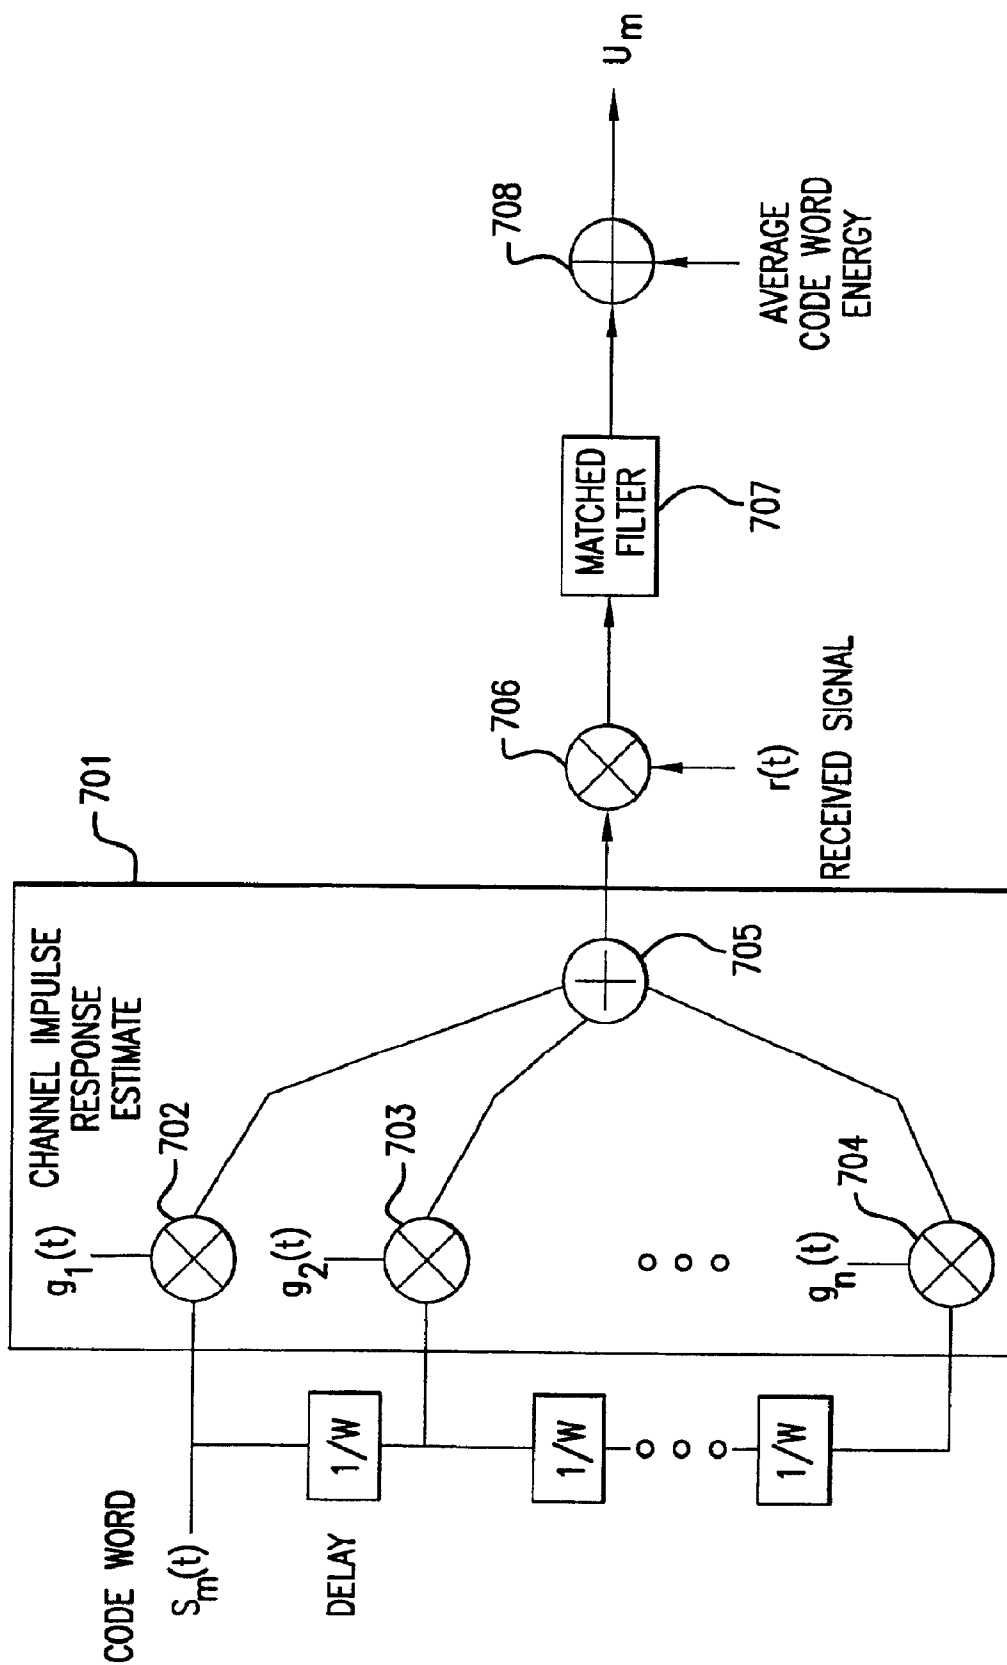 CODE WORD
S_m(t)
DELAY
1/W
1/W
1/W
CHANNEL IMPULSE
RESPONSE
ESTIMATE
701
g_1(t)
702
g_2(t)
703
g_n(t)
704
705
706
r(t)
RECEIVED SIGNAL
MATCHED
FILTER
707
708
AVERAGE
CODE WORD
ENERGY
U_m